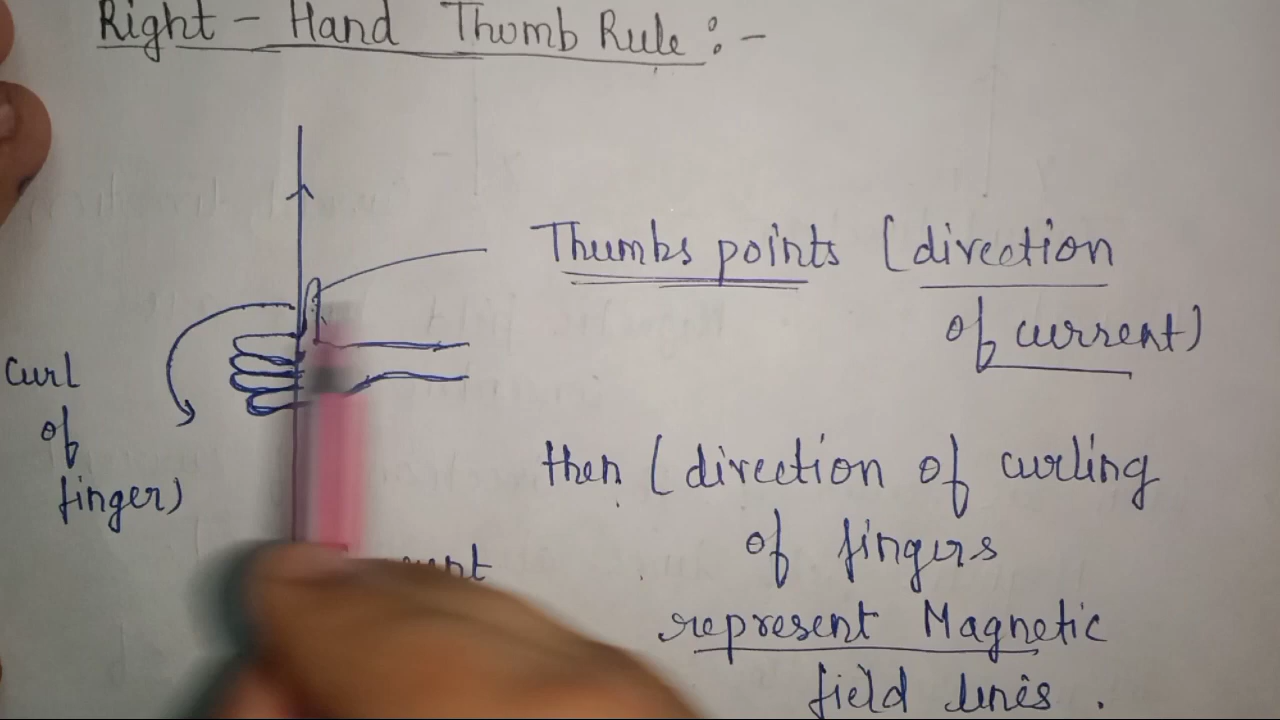 Right - Hand Thumb Rule :-
Thumbs points (direction
of current)
Curl
of
finger)
then (direction of curling
of fingers
represent Magnetic
field lines .